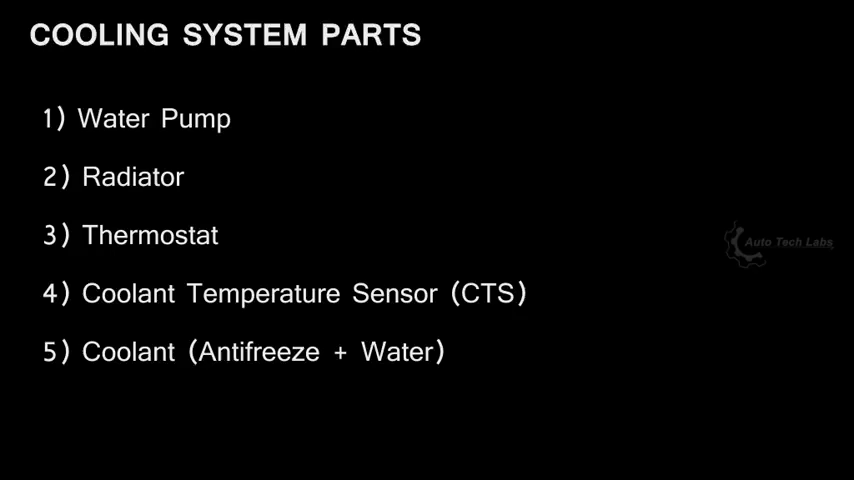 COOLING SYSTEM PARTS
1) Water Pump
2) Radiator
3) Thermostat
Auto Tech Labs
4) Coolant Temperature Sensor (CTS)
5) Coolant (Antifreeze + Water)